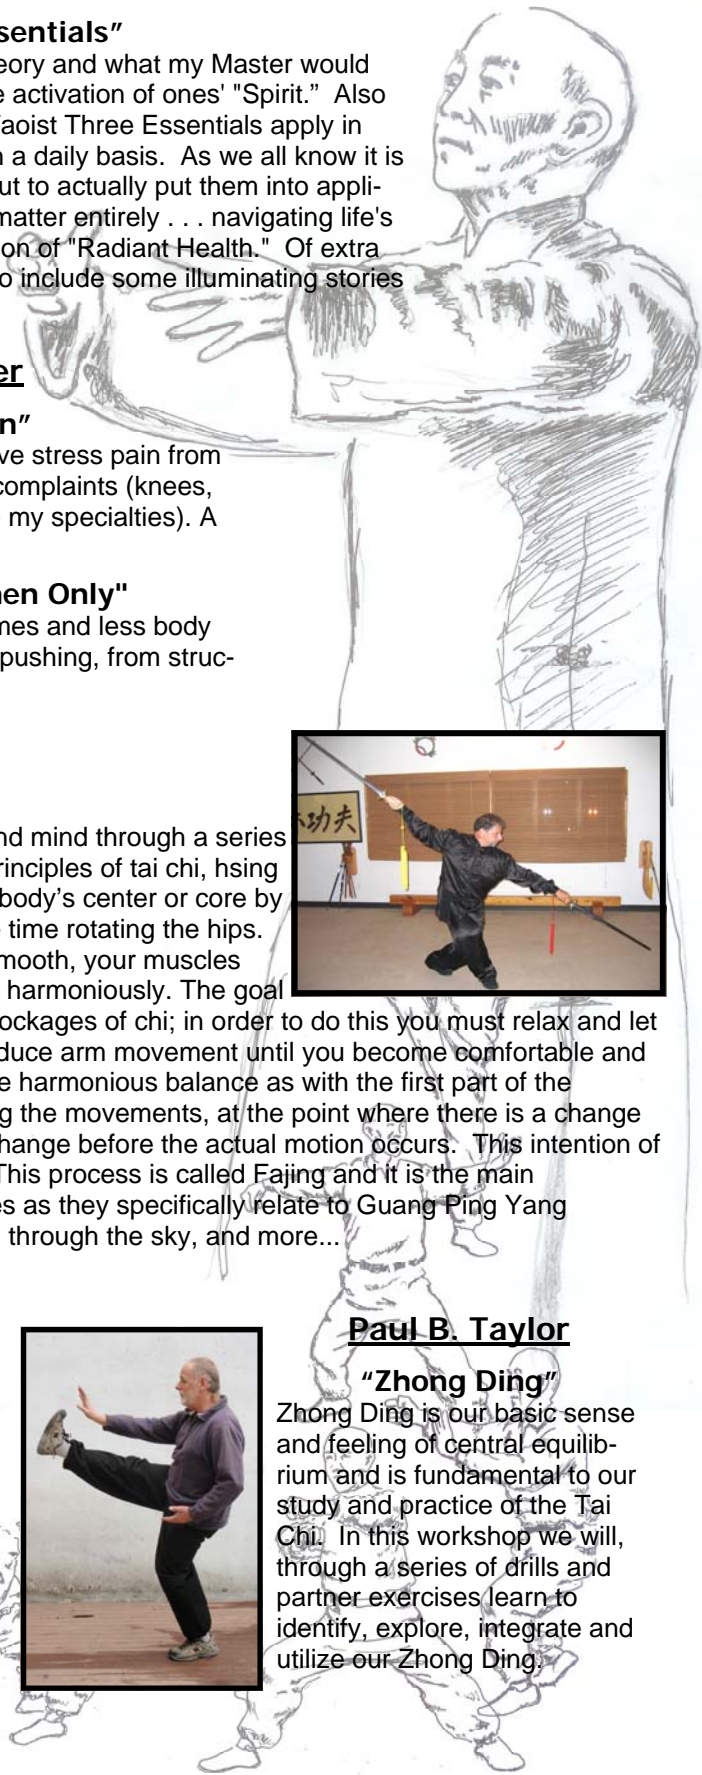 sentials”
eory and what my Master would
e activation of ones' "Spirit.” Also
Taoist Three Essentials apply in
n a daily basis. As we all know it is
ut to actually put them into appli-
matter entirely . . . navigating life's
on of "Radiant Health." Of extra
o include some illuminating stories
er
n”
ve stress pain from
complaints (knees,
my specialties). A
en Only"
mes and less body
pushing, from struc-
功夫
nd mind through a series
rinciples of tai chi, hsing
body’s center or core by
e time rotating the hips.
mooth, your muscles
harmoniously. The goal
ockages of chi; in order to do this you must relax and let
duce arm movement until you become comfortable and
e harmonious balance as with the first part of the
g the movements, at the point where there is a change
hange before the actual motion occurs. This intention of
This process is called Fajing and it is the main
es as they specifically relate to Guang Ping Yang
through the sky, and more...
Paul B. Taylor
“Zhong Ding”
Zhong Ding is our basic sense
and feeling of central equilib-
rium and is fundamental to our
study and practice of the Tai
Chi. In this workshop we will,
through a series of drills and
partner exercises learn to
identify, explore, integrate and
utilize our Zhong Ding.